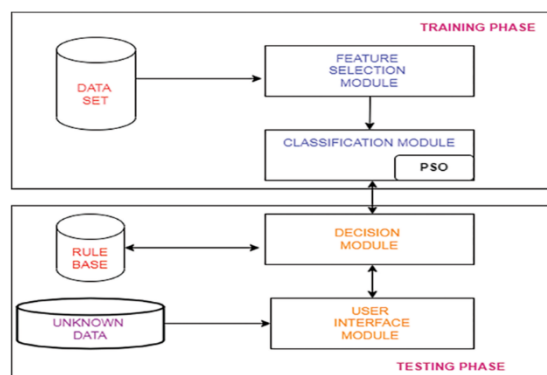 TRAINING PHASE
DATA
SET
FEATURE
SELECTION
MODULE
CLASSIFICATION MODULE
PSO
RULE
BASE
DECISION
MODULE
UNKNOWN
DATA
USER
INTERFACE
MODULE
TESTING PHASE